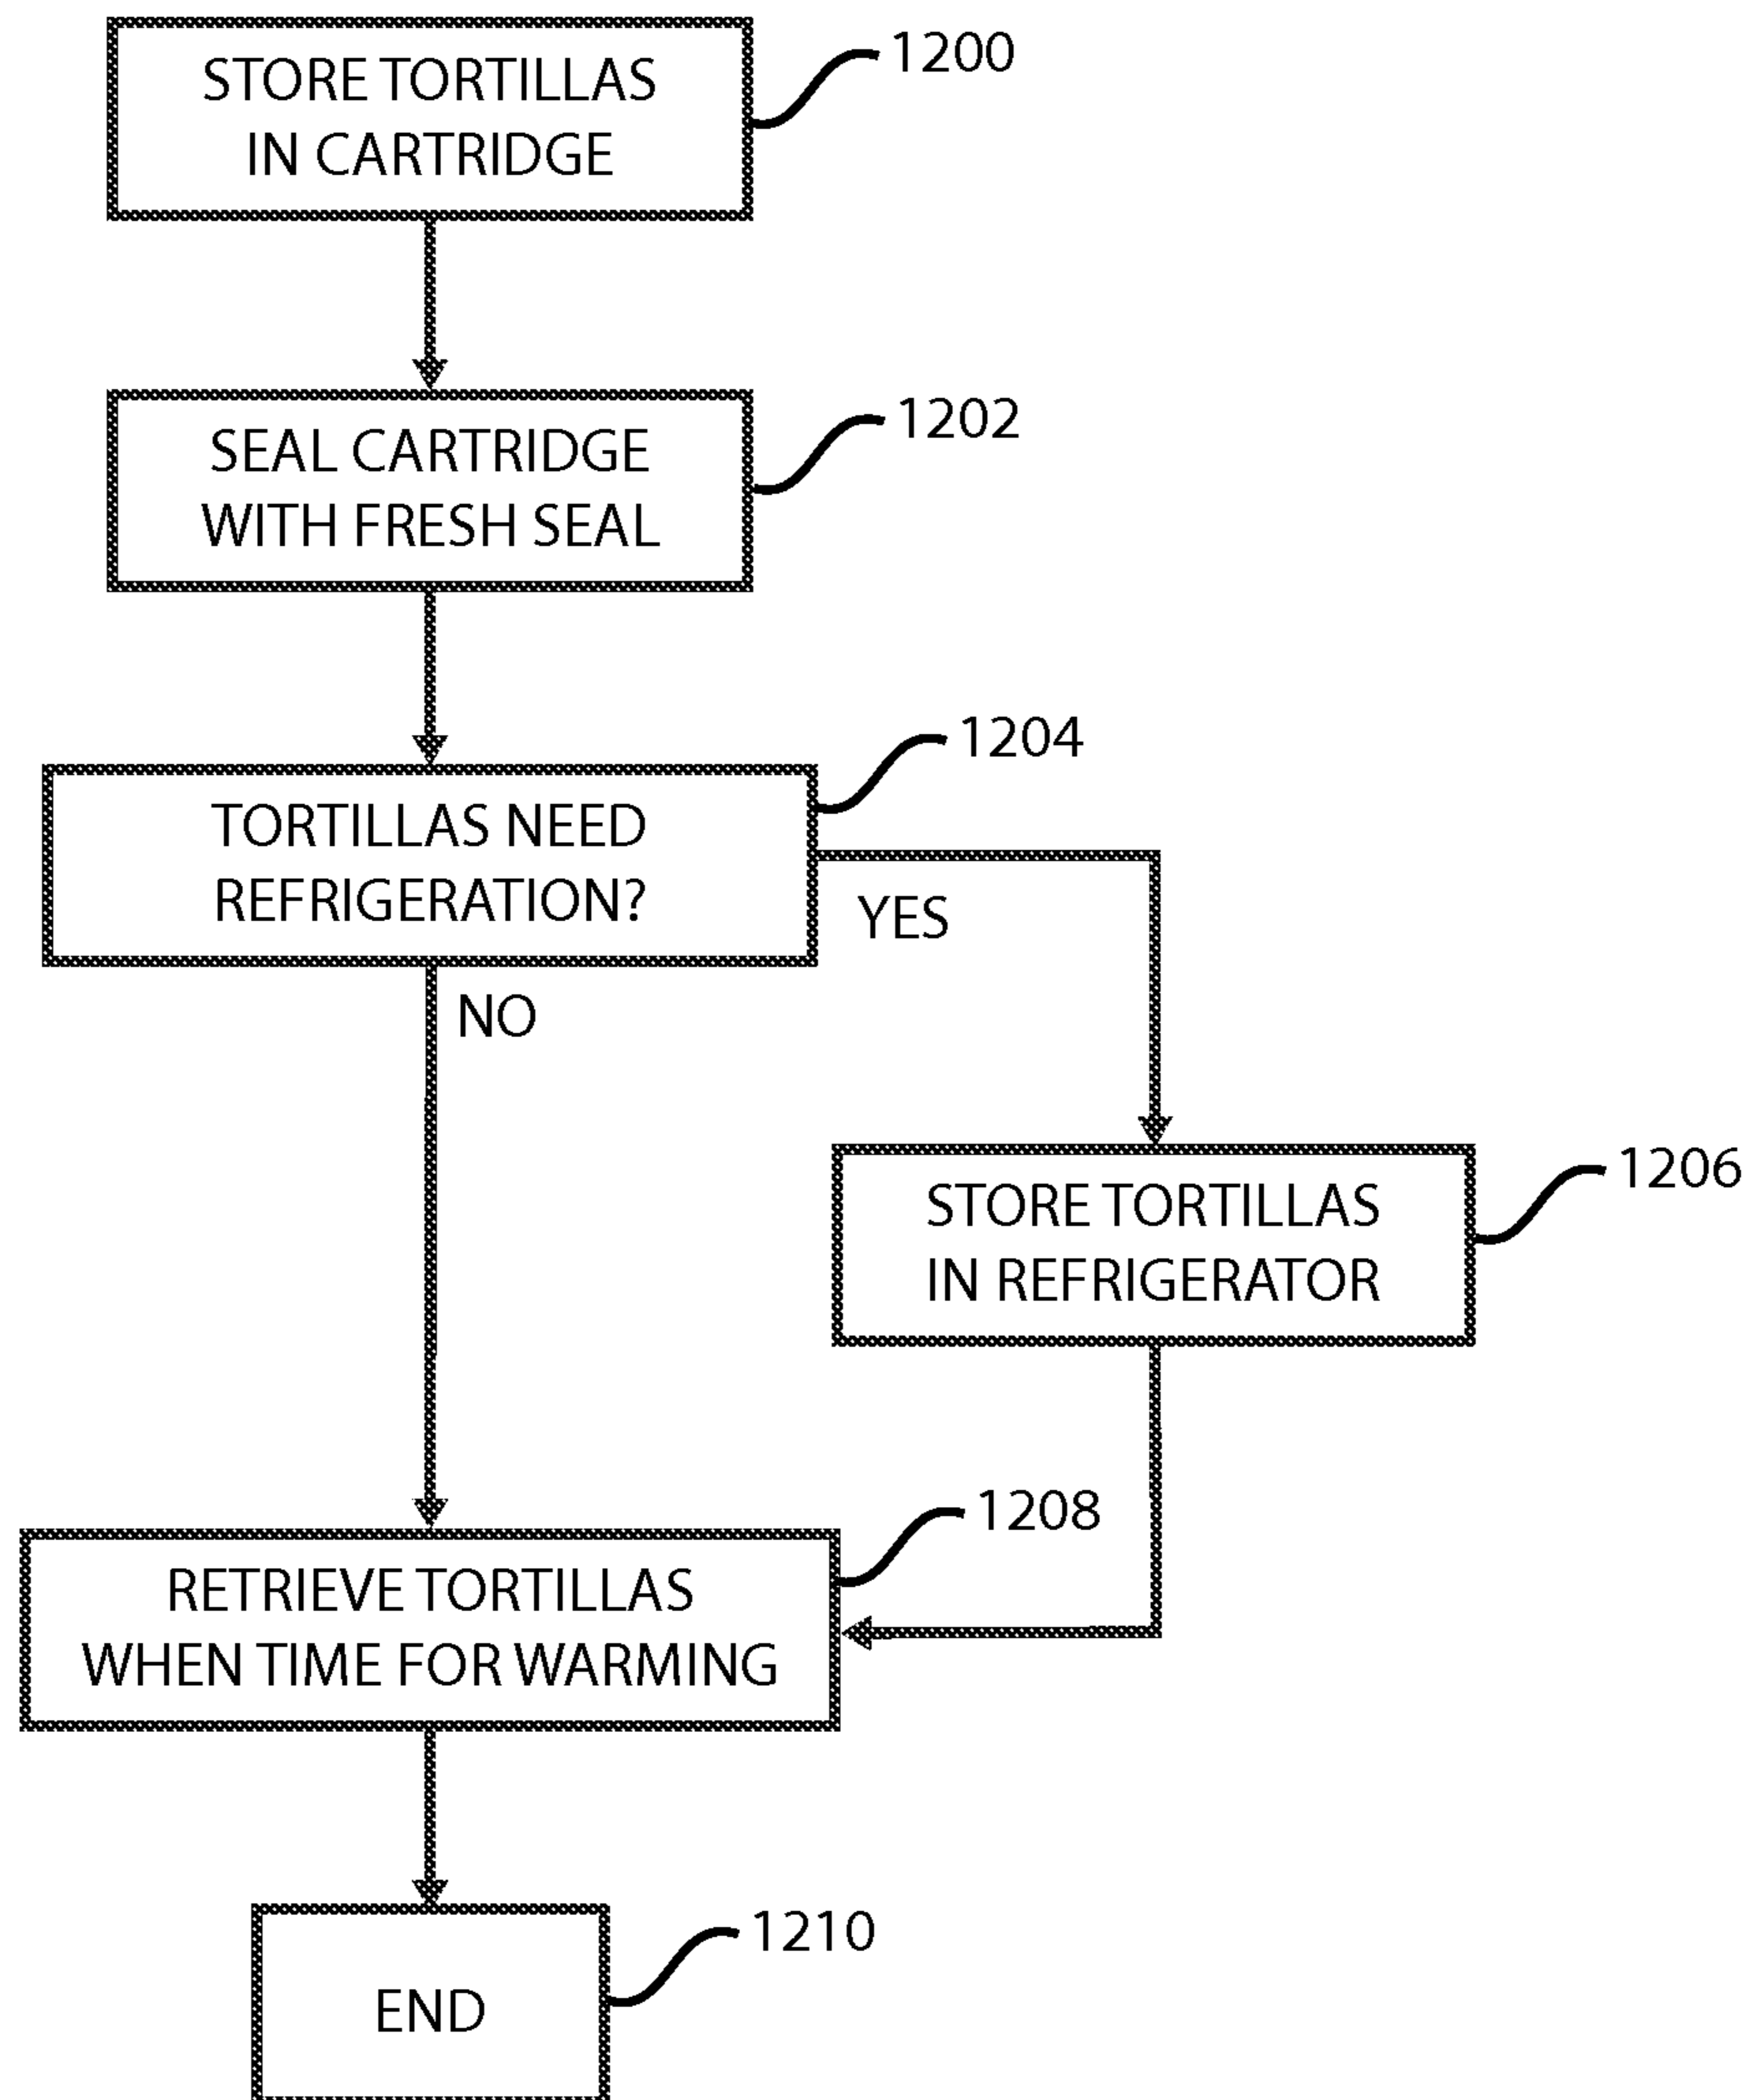 STORE TORTILLAS
IN CARTRIDGE
1200
SEAL CARTRIDGE
WITH FRESH SEAL
1202
TORTILLAS NEED
REFRIGERATION?
1204
YES
NO
STORE TORTILLAS
IN REFRIGERATOR
1206
RETRIEVE TORTILLAS
WHEN TIME FOR WARMING
1208
END
1210